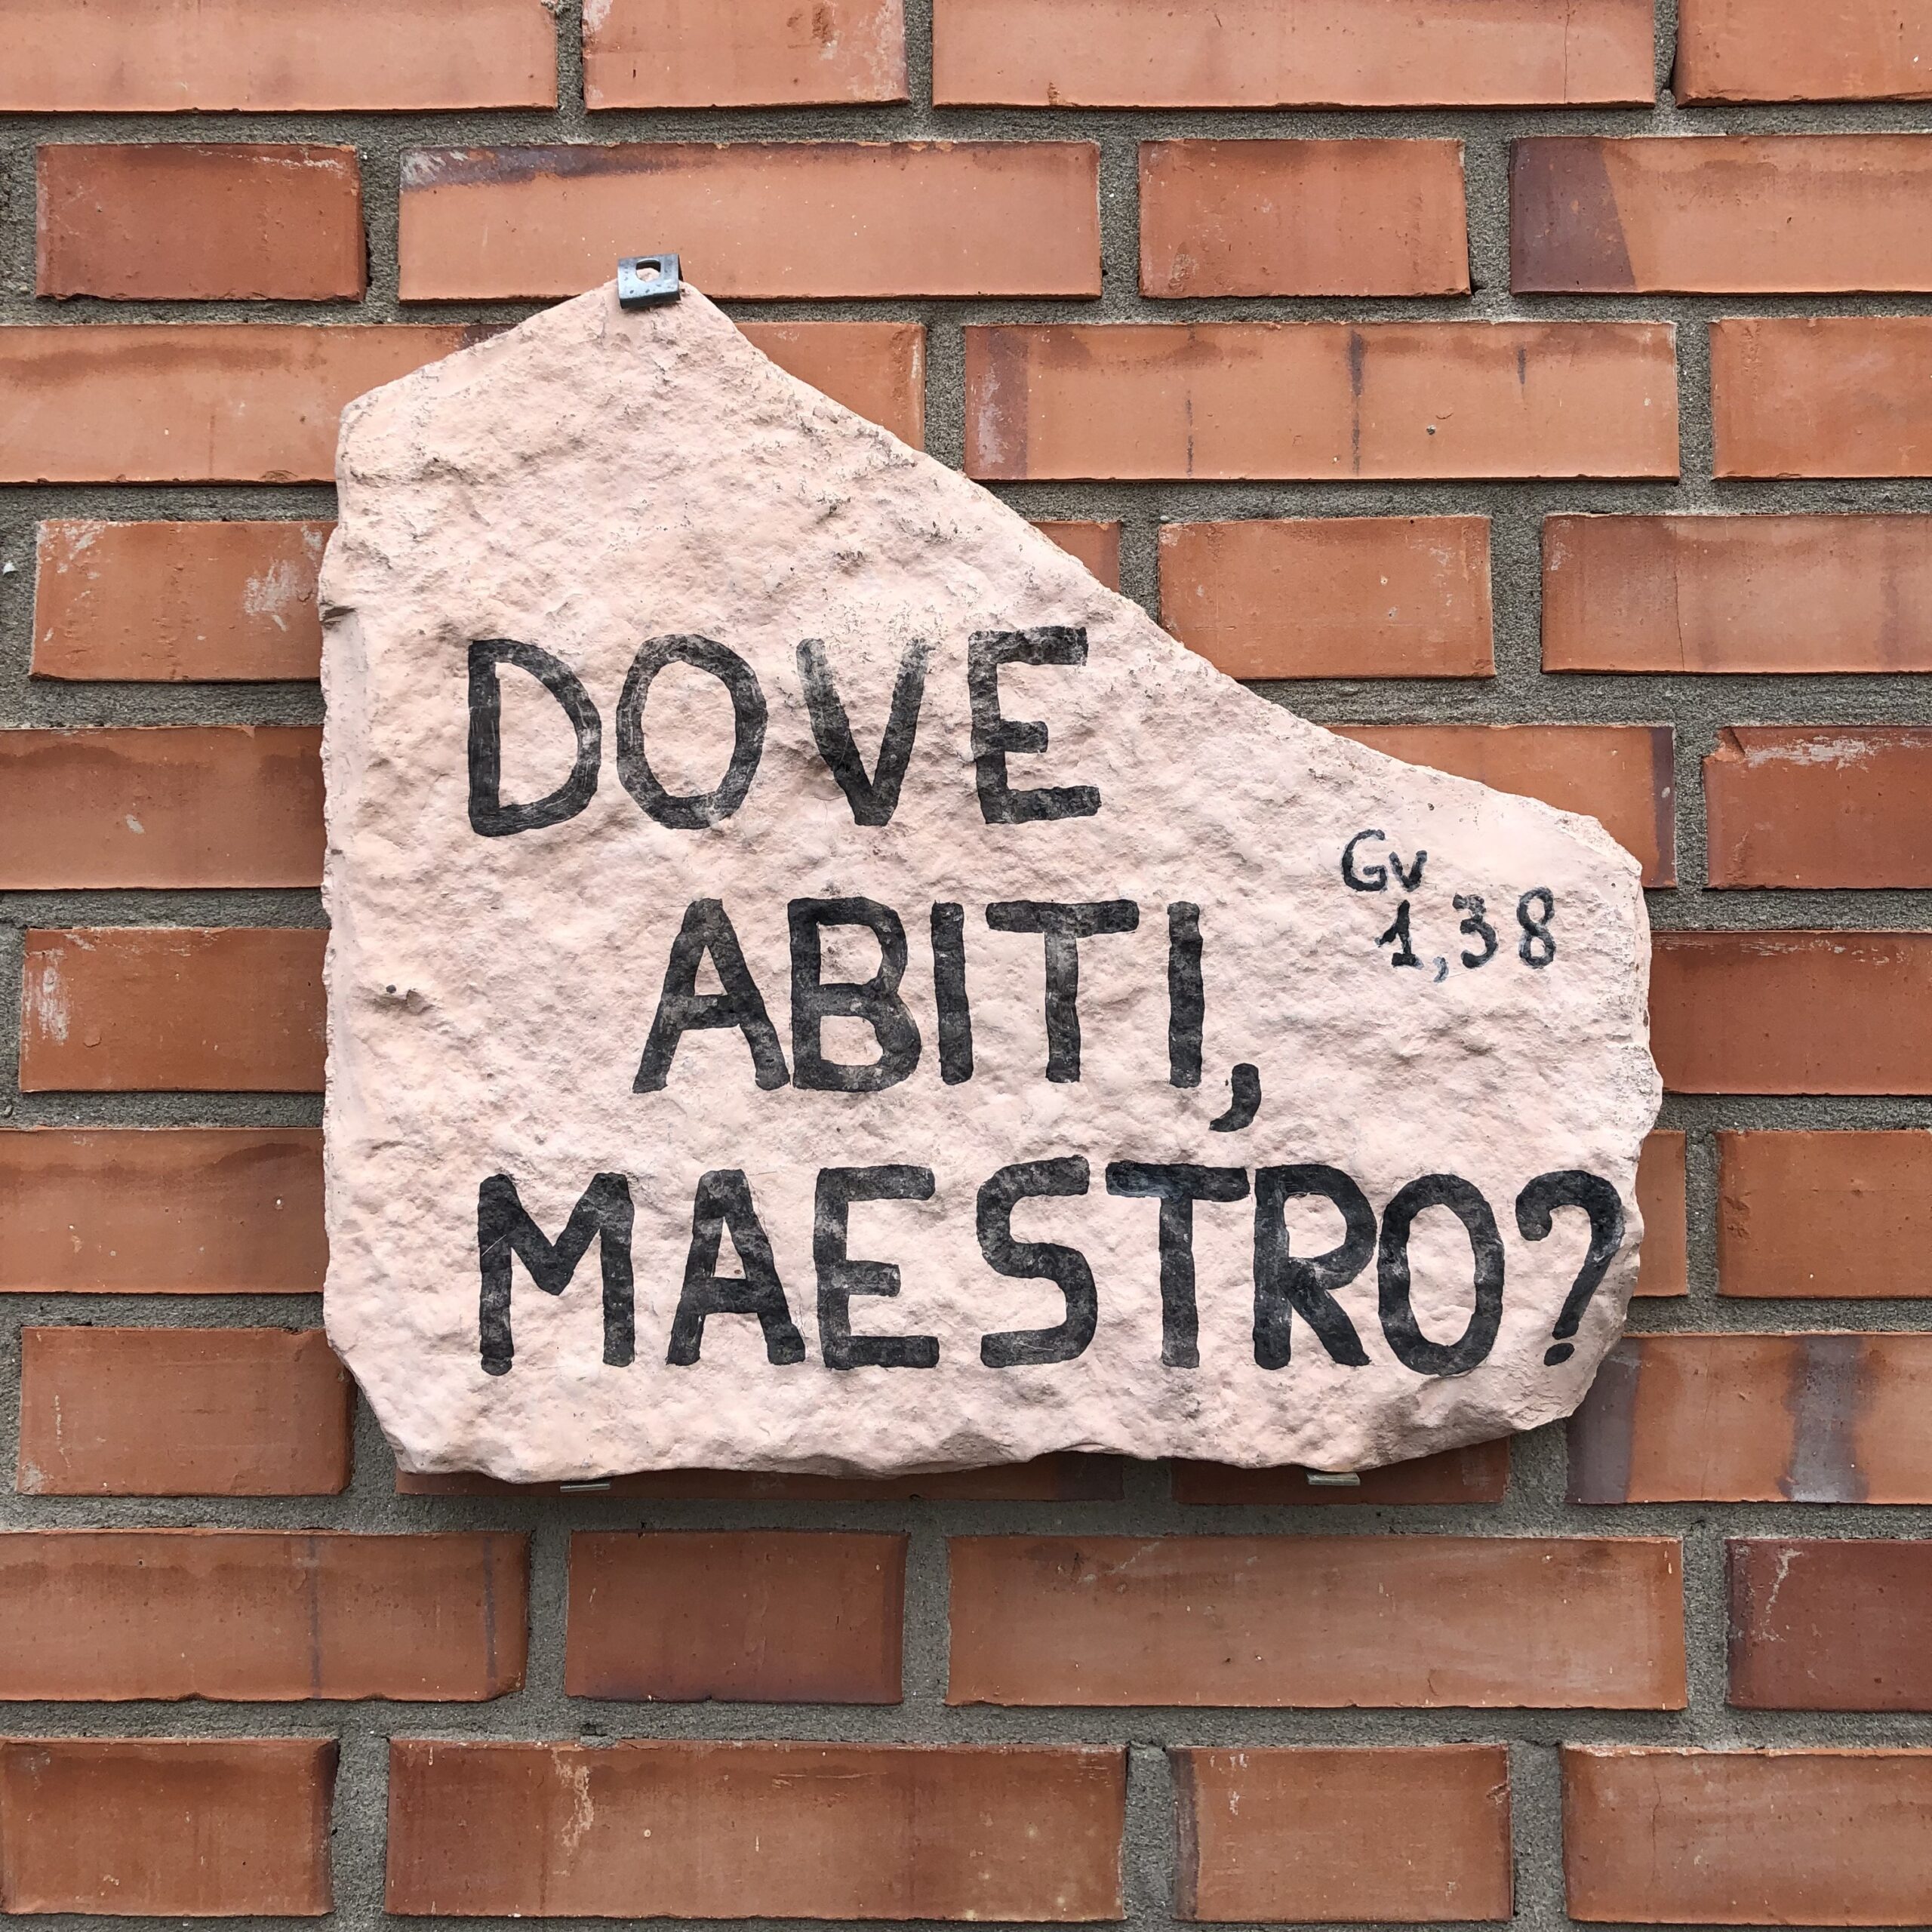 DOVE
ABITI,
MAESTRO?
Gv
1,38